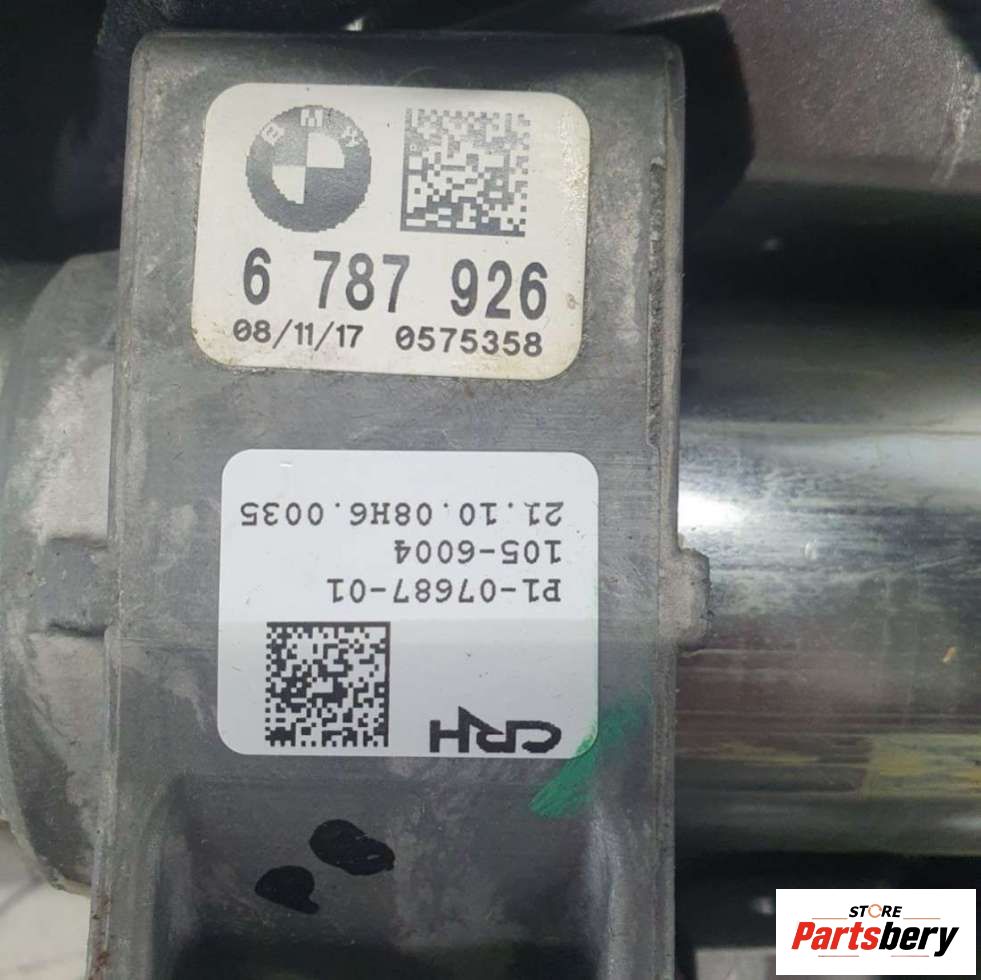 BMW
6 787 926
08/11/17 0575358
CRH
P1-07687-01
105-6004
21.10.08H6.0035
STORE
Partsbery